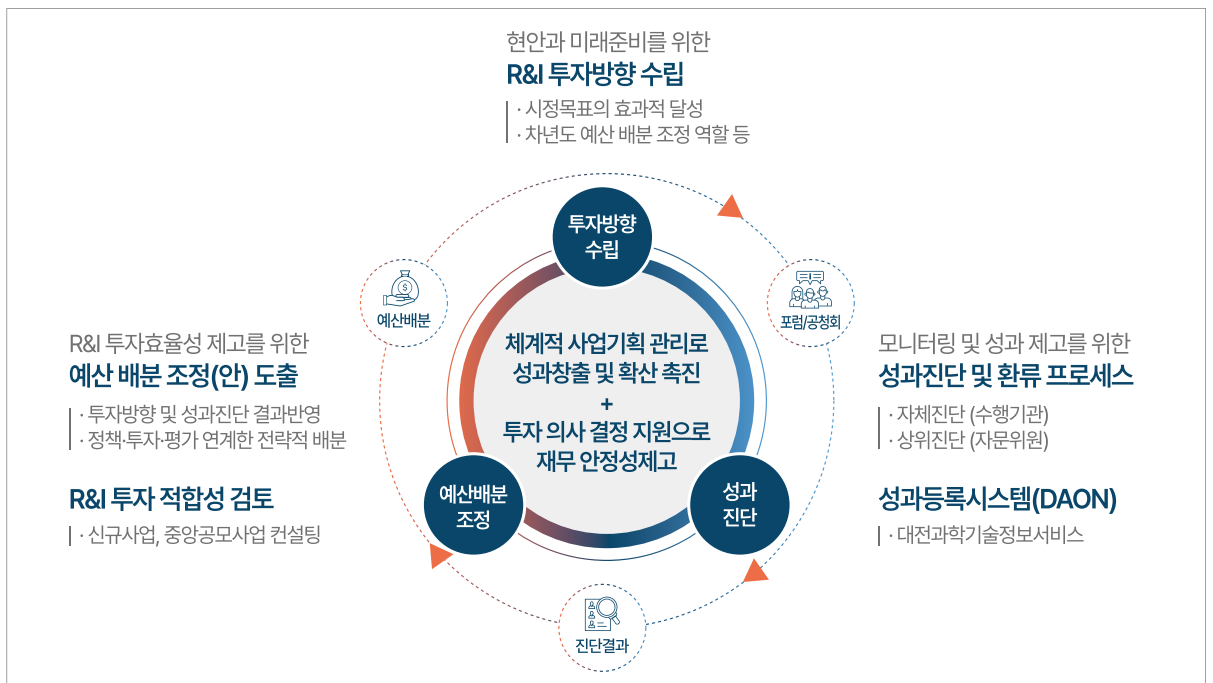 현안과 미래준비를 위한
R&I 투자방향 수립
· 시정목표의 효과적 달성
· 차년도 예산 배분 조정 역할 등
투자방향
수립
예산배분
포럼/공청회
R&I 투자효율성 제고를 위한
예산 배분 조정(안) 도출
· 투자방향 및 성과진단 결과반영
· 정책·투자·평가 연계한 전략적 배분
R&I 투자 적합성 검토
· 신규사업, 중앙공모사업 컨설팅
체계적 사업기획 관리로
성과창출 및 확산 촉진
+
투자 의사 결정 지원으로
재무 안정성제고
모니터링 및 성과 제고를 위한
성과진단 및 환류 프로세스
· 자체진단 (수행기관)
· 상위진단 (자문위원)
성과등록시스템(DAON)
· 대전과학기술정보서비스
예산배분
조정
성과
진단
진단결과